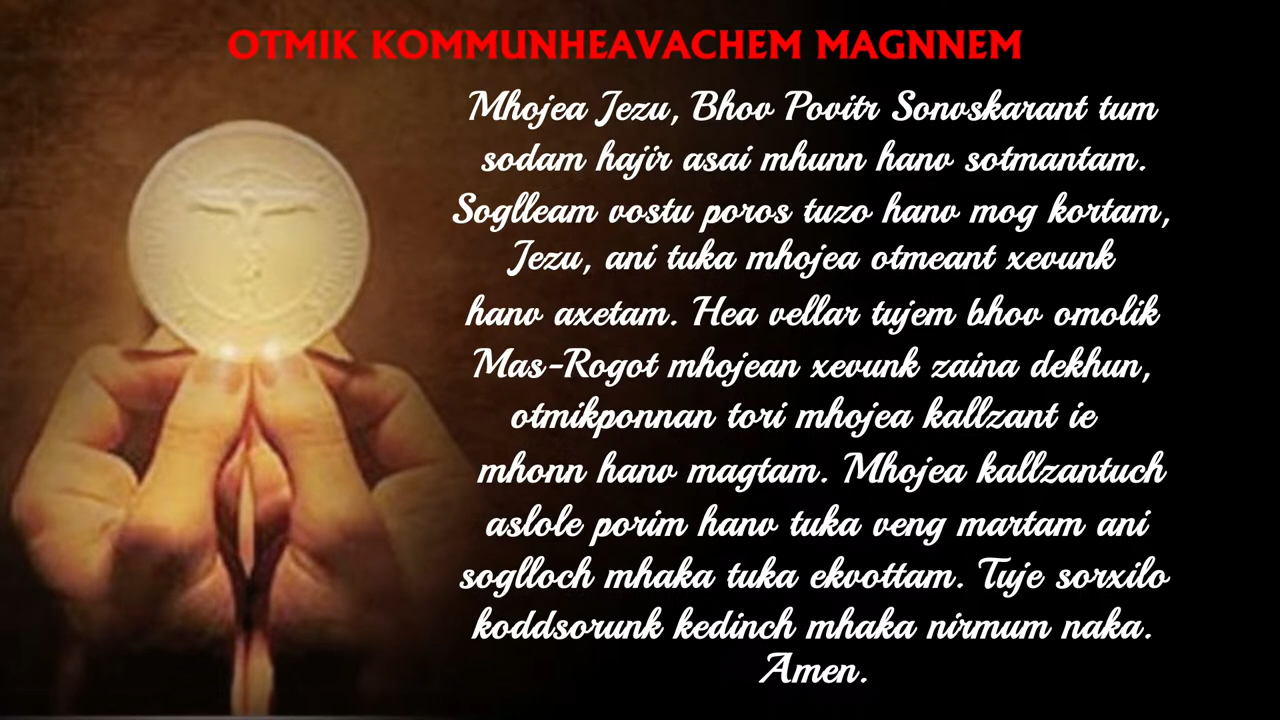 OTMIK KOMMUNHEAVACHEM MAGNNEM
Mhojea Jezu, Bhov Povitr Sonvskarant tum
sodam hajir asai mhunn hanv sotmantam.
Soglleam vostu poros tuzo hanv mog kortam,
Jezu, ani tuka mhojea otmeant xevunk
hanv axetam. Hea vellar tujem bhov omolik
Mas-Rogot mhojean xevunk zaina dekhun,
otmikponnan tori mhojea kallzant ie
mhonn hanv magtam. Mhojea kallzantuch
aslole porim hanv tuka veng martam ani
soglloch mhaka tuka ekvottam. Tuje sorxilo
koddsorunk kedinch mhaka nirmum naka.
Amen.